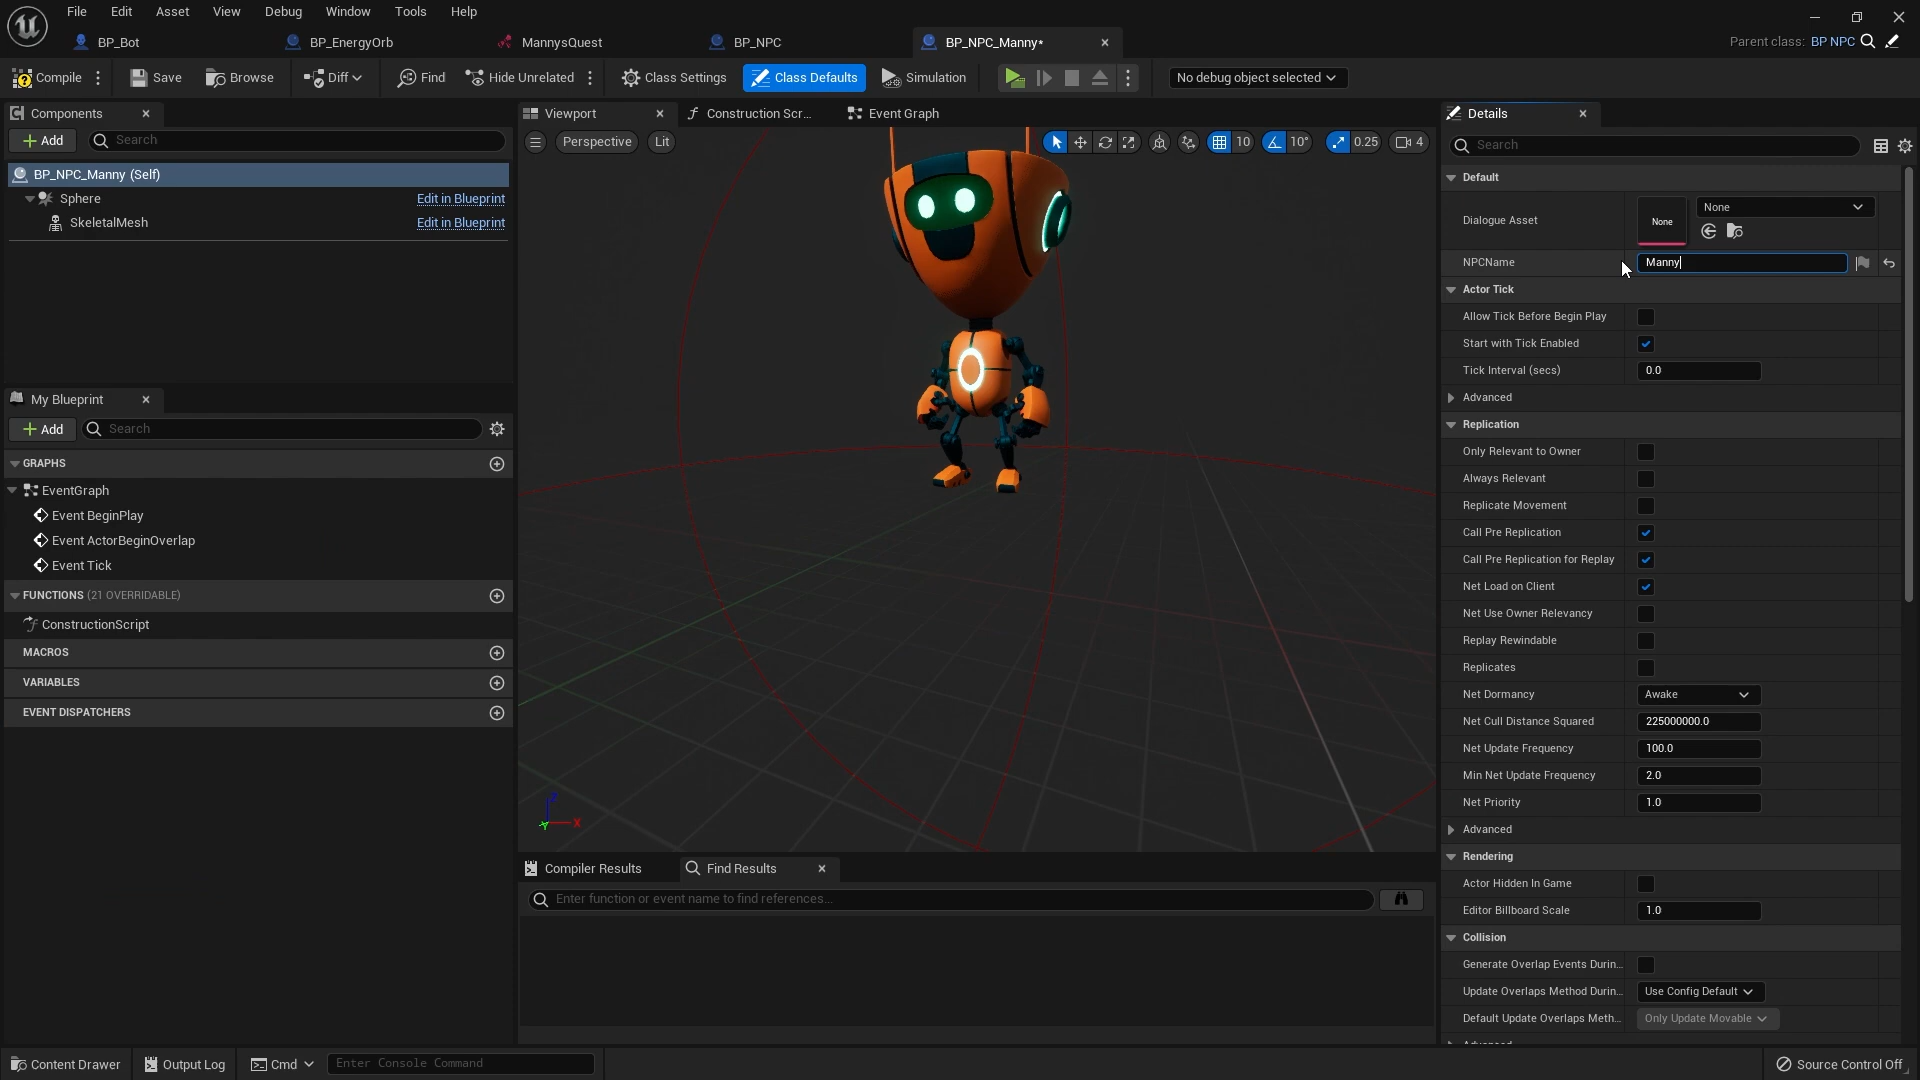 File Edit Asset View Debug Window Tools Help
BP_Bot BP_EnergyOrb MannysQuest BP_NPC BP_NPC_Manny*
Parent class: BP NPC
Compile Save Browse Diff Find Hide Unrelated Class Settings Class Defaults Simulation No debug object selected
Components
Add Search
BP_NPC_Manny (Self)
Sphere Edit in Blueprint
SkeletalMesh Edit in Blueprint
My Blueprint
Add Search
GRAPHS
EventGraph
Event BeginPlay
Event ActorBeginOverlap
Event Tick
FUNCTIONS (21 OVERRIDABLE)
ConstructionScript
MACROS
VARIABLES
EVENT DISPATCHERS
Viewport Construction Scr... Event Graph
Perspective Lit 10 10° 0.25 4
Z
Y X
Compiler Results Find Results
Enter function or event name to find references...
Details
Search
Default
Dialogue Asset None None
NPCName Manny
Actor Tick
Allow Tick Before Begin Play
Start with Tick Enabled
Tick Interval (secs) 0.0
Advanced
Replication
Only Relevant to Owner
Always Relevant
Replicate Movement
Call Pre Replication
Call Pre Replication for Replay
Net Load on Client
Net Use Owner Relevancy
Replay Rewindable
Replicates
Net Dormancy Awake
Net Cull Distance Squared 225000000.0
Net Update Frequency 100.0
Min Net Update Frequency 2.0
Net Priority 1.0
Advanced
Rendering
Actor Hidden In Game
Editor Billboard Scale 1.0
Collision
Generate Overlap Events Durin...
Update Overlaps Method Durin... Use Config Default
Default Update Overlaps Meth... Only Update Movable
Advanced
Content Drawer Output Log Cmd Enter Console Command Source Control Off